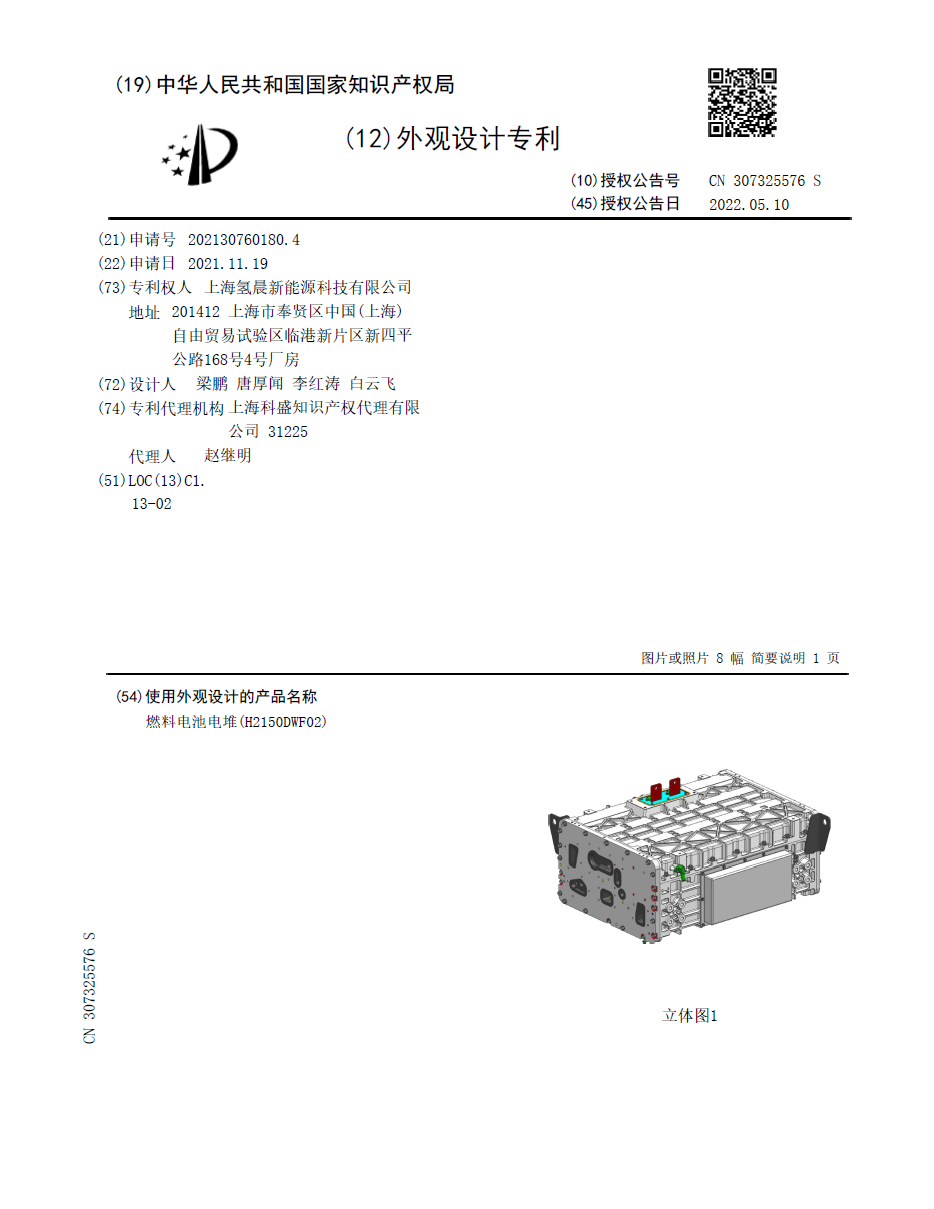 (19)中华人民共和国国家知识产权局
(12)外观设计专利
(10)授权公告号 CN 307325576 S
(45)授权公告日 2022.05.10
(21)申请号 202130760180.4
(22)申请日 2021.11.19
(73)专利权人 上海氢晨新能源科技有限公司
地址 201412 上海市奉贤区中国(上海)
自由贸易试验区临港新片区新四平
公路168号4号厂房
(72)设计人 梁鹏 唐厚闻 李红涛 白云飞
(74)专利代理机构 上海科盛知识产权代理有限
公司 31225
代理人 赵继明
(51)LOC(13)Cl.
13-02
图片或照片 8 幅 简要说明 1 页
(54)使用外观设计的产品名称
燃料电池电堆(H2150DWF02)
立体图1
CN 307325576 S